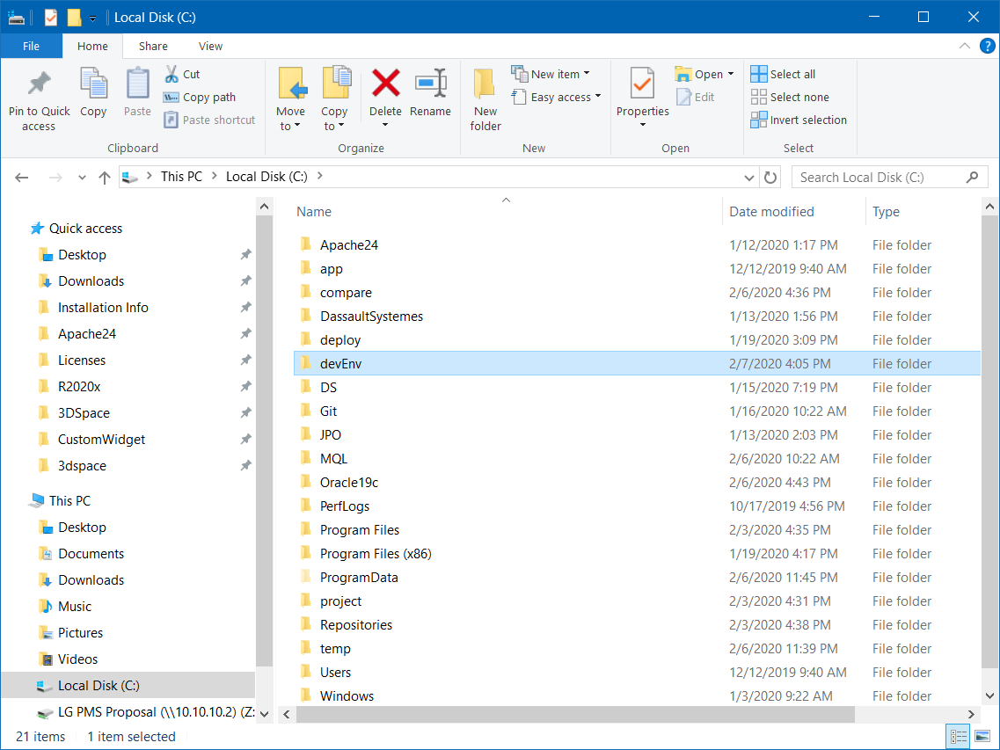 Local Disk (C:)
File Home Share View
Pin to Quick access
Copy
Paste
Cut
Copy path
Paste shortcut
Clipboard
Move to
Copy to
Delete
Rename
Organize
New folder
New item
Easy access
New
Properties
Open
Edit
Open
Select all
Select none
Invert selection
Select
This PC Local Disk (C:)
Search Local Disk (C:)
Quick access
Desktop
Downloads
Installation Info
Apache24
Licenses
R2020x
3DSpace
CustomWidget
3dspace
This PC
Desktop
Documents
Downloads
Music
Pictures
Videos
Local Disk (C:)
LG PMS Proposal (\\10.10.10.2) (Z:
Name Date modified Type
Apache24 1/12/2020 1:17 PM File folder
app 12/12/2019 9:40 AM File folder
compare 2/6/2020 4:36 PM File folder
DassaultSystemes 1/13/2020 1:56 PM File folder
deploy 1/19/2020 3:09 PM File folder
devEnv 2/7/2020 4:05 PM File folder
DS 1/15/2020 7:19 PM File folder
Git 1/16/2020 10:22 AM File folder
JPO 1/13/2020 2:03 PM File folder
MQL 2/6/2020 10:22 AM File folder
Oracle19c 2/6/2020 4:43 PM File folder
PerfLogs 10/17/2019 4:56 PM File folder
Program Files 2/3/2020 4:35 PM File folder
Program Files (x86) 1/19/2020 4:17 PM File folder
ProgramData 2/6/2020 11:45 PM File folder
project 2/3/2020 4:31 PM File folder
Repositories 2/3/2020 4:38 PM File folder
temp 2/6/2020 11:39 PM File folder
Users 12/12/2019 9:40 AM File folder
Windows 1/3/2020 9:22 AM File folder
21 items 1 item selected